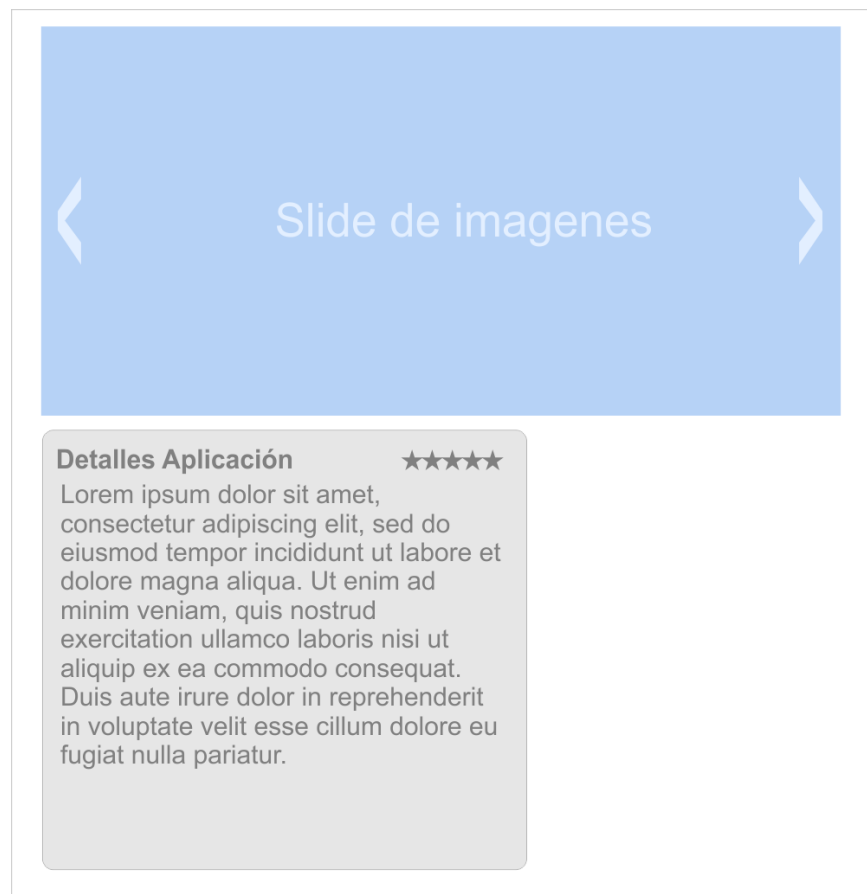 Slide de imagenes
Detalles Aplicación ★★★★★
Lorem ipsum dolor sit amet,
consectetur adipiscing elit, sed do
eiusmod tempor incididunt ut labore et
dolore magna aliqua. Ut enim ad
minim veniam, quis nostrud
exercitation ullamco laboris nisi ut
aliquip ex ea commodo consequat.
Duis aute irure dolor in reprehenderit
in voluptate velit esse cillum dolore eu
fugiat nulla pariatur.